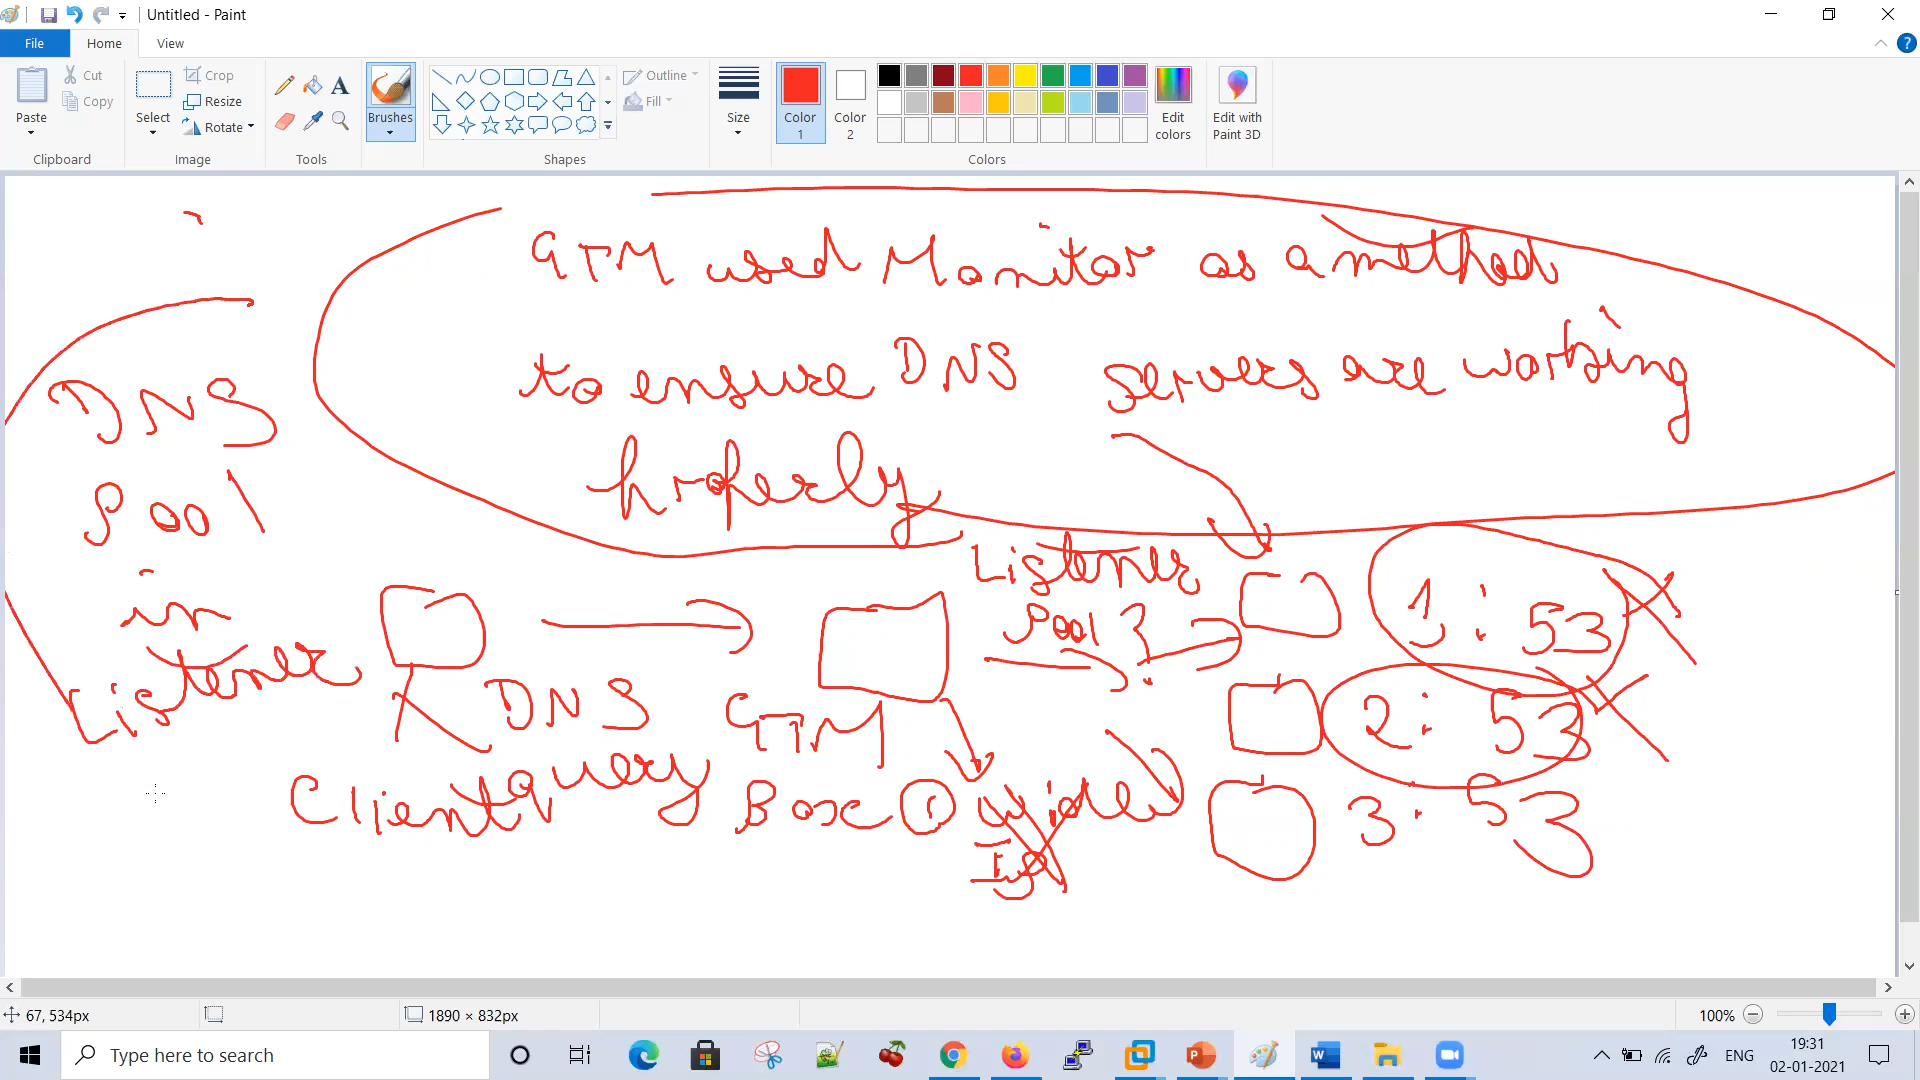 Untitled - Paint
File Home View
Paste
Cut
Copy
Clipboard
Select
Crop
Resize
Rotate
Image
Tools
Brushes
Shapes
Outline
Fill
Size
Color 1
Color 2
Edit colors
Edit with Paint 3D
Colors
GTM used Monitor as a method
to ensure DNS servers are working
properly
DNS
Pool
in
Listener
Client
DNS
query
GTM
Box ①
Listener
Pool ?
wideIP
1 : 53
2 : 53
3 : 53
67, 534px
1890 × 832px
100%
Type here to search
ENG
19:31
02-01-2021